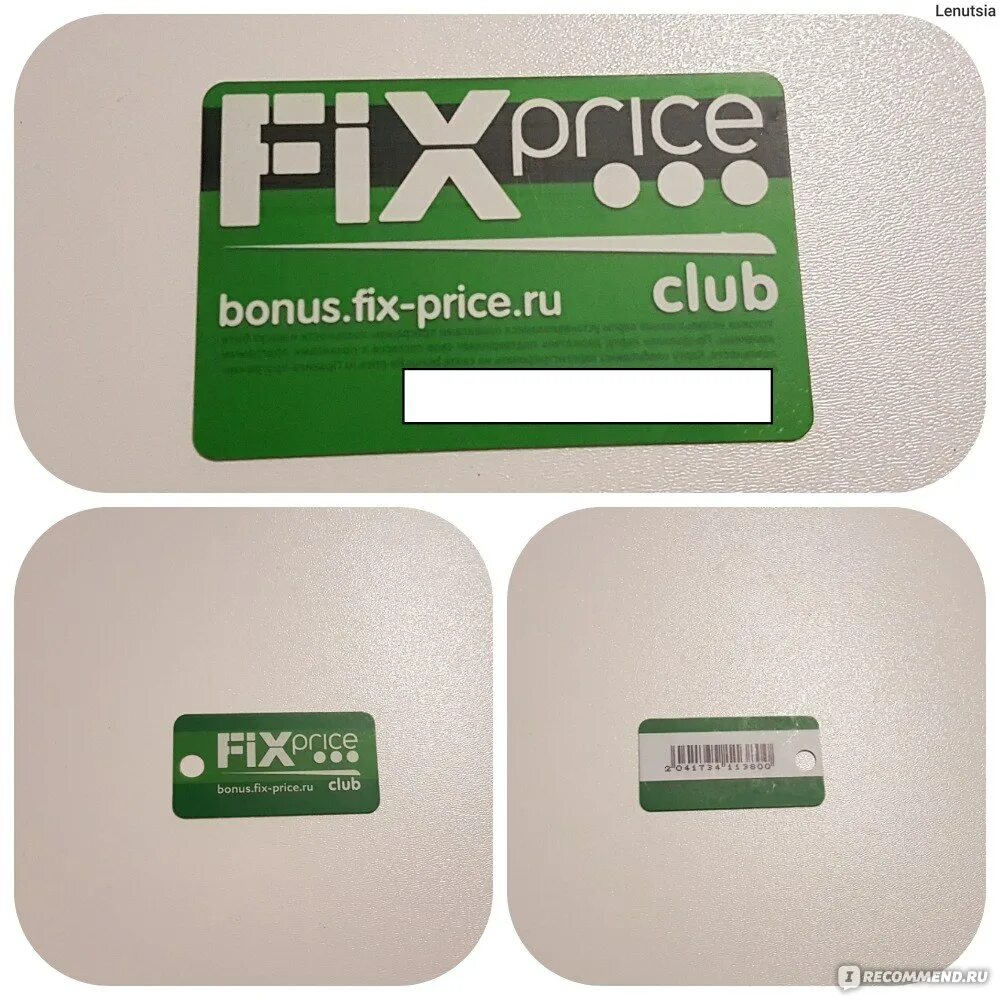 Lenutsia
FiX price
bonus.fix-price.ru club
FiX price
bonus.fix-price.ru club
2 041734 113800
IRECOMMEND.RU